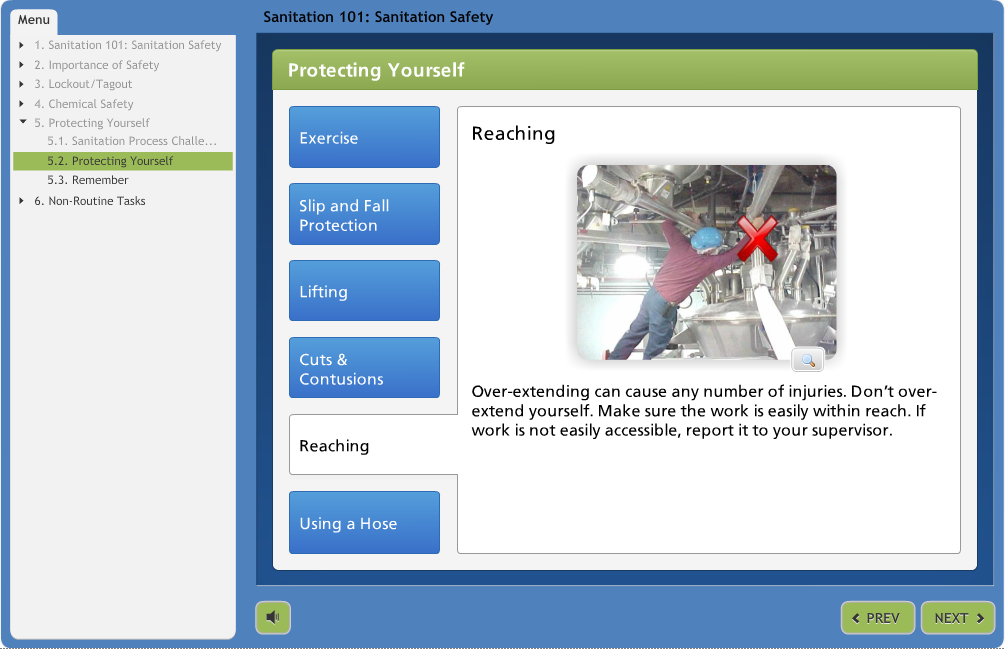 Menu
1. Sanitation 101: Sanitation Safety
2. Importance of Safety
3. Lockout/Tagout
4. Chemical Safety
5. Protecting Yourself
5.1. Sanitation Process Challe...
5.2. Protecting Yourself
5.3. Remember
6. Non-Routine Tasks
Sanitation 101: Sanitation Safety
Protecting Yourself
Exercise
Slip and Fall
Protection
Lifting
Cuts &
Contusions
Reaching
Using a Hose
Reaching
Over-extending can cause any number of injuries. Don't over-
extend yourself. Make sure the work is easily within reach. If
work is not easily accessible, report it to your supervisor.
PREV
NEXT